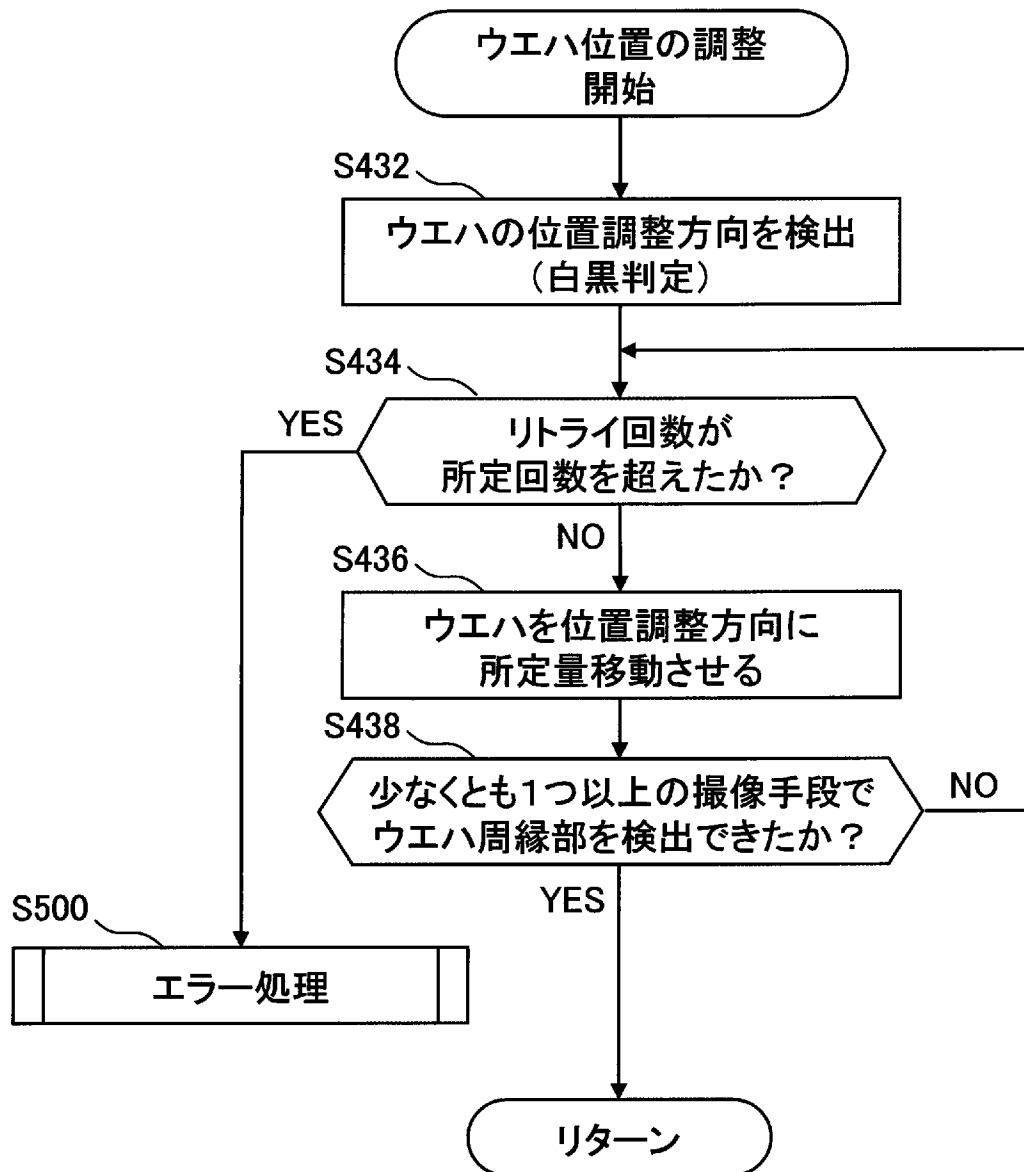 ウエハ位置の調整
開始
S432
ウエハの位置調整方向を検出
(白黒判定)
S434
YES
リトライ回数が
所定回数を超えたか？
NO
S436
ウエハを位置調整方向に
所定量移動させる
S438
少なくとも1つ以上の撮像手段で
ウエハ周縁部を検出できたか？
NO
YES
S500
エラー処理
リターン